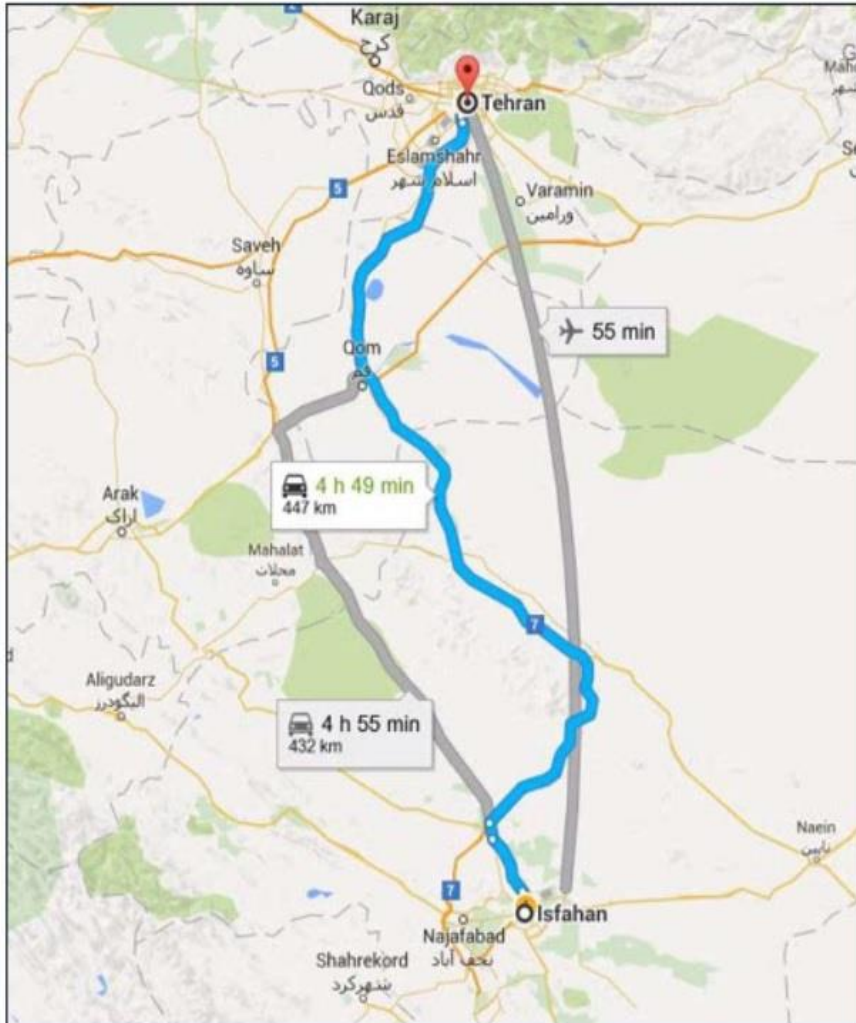 2
Karaj
کرج
Qods
قدس
Tehran
Eslamshahr
اسلام شهر
5
Varamin
ورامین
Saveh
ساوه
55 min
5
Qom
قم
4 h 49 min
447 km
Arak
اراک
Mahalat
محلات
7
Aligudarz
الیگودرز
4 h 55 min
432 km
Naein
نایین
7
Isfahan
Najafabad
نجف آباد
Shahrekord
شهرکرد